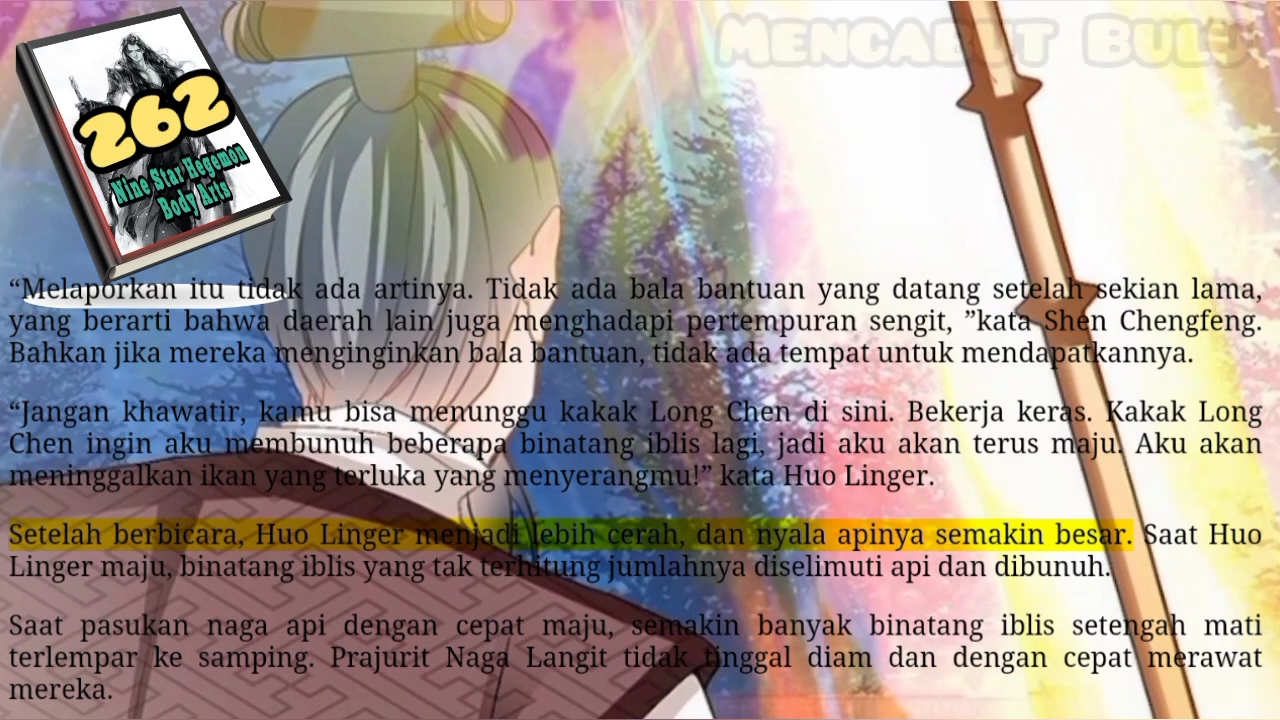 MENCABUT BULU
262
Nine Star Hegemon
Body Arts
“Melaporkan itu tidak ada artinya. Tidak ada bala bantuan yang datang setelah sekian lama,
yang berarti bahwa daerah lain juga menghadapi pertempuran sengit, ”kata Shen Chengfeng.
Bahkan jika mereka menginginkan bala bantuan, tidak ada tempat untuk mendapatkannya.
“Jangan khawatir, kamu bisa menunggu kakak Long Chen di sini. Bekerja keras. Kakak Long
Chen ingin aku membunuh beberapa binatang iblis lagi, jadi aku akan terus maju. Aku akan
meninggalkan ikan yang terluka yang menyerangmu!” kata Huo Linger.
Setelah berbicara, Huo Linger menjadi lebih cerah, dan nyala apinya semakin besar. Saat Huo
Linger maju, binatang iblis yang tak terhitung jumlahnya diselimuti api dan dibunuh.
Saat pasukan naga api dengan cepat maju, semakin banyak binatang iblis setengah mati
terlempar ke samping. Prajurit Naga Langit tidak tinggal diam dan dengan cepat merawat
mereka.